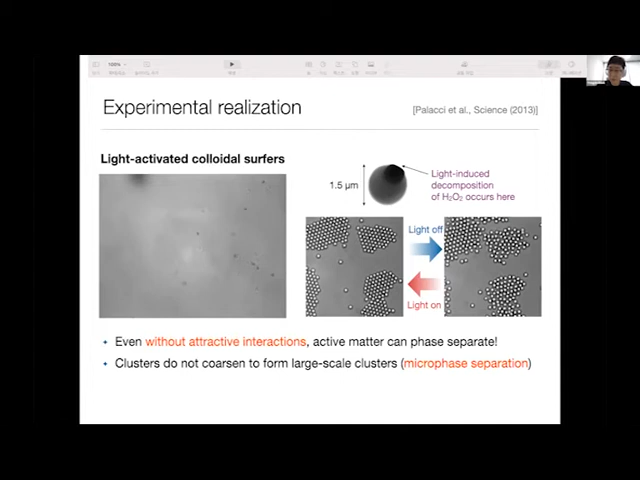 100%
Experimental realization
[Palacci et al., Science (2013)]
Light-activated colloidal surfers
1.5 μm
Light-induced
decomposition
of H₂O₂ occurs here
Light off
Light on
Even without attractive interactions, active matter can phase separate!
Clusters do not coarsen to form large-scale clusters (microphase separation)